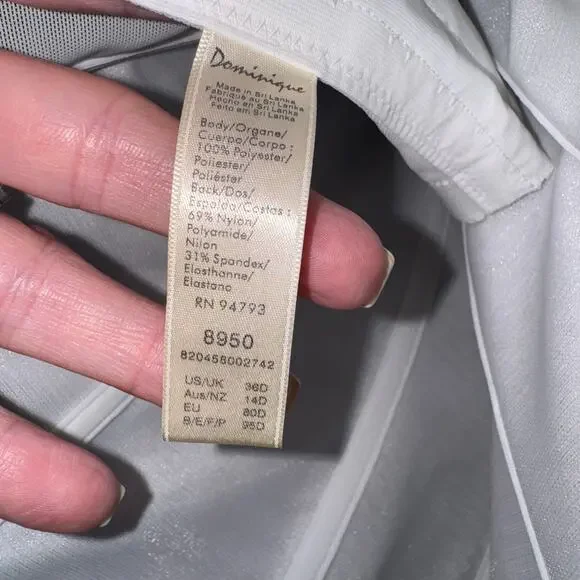 Dominique
Made in Sri Lanka
Fabriqué au Sri Lanka
Hecho en Sri Lanka
Feito em Sri Lanka
Body/Organe/
Cuerpo/Corpo :
100% Polyester/
Poliester/
Poliéster
Back/Dos/
Espalda/Costas :
69% Nylon/
Polyamide/
Nilon
31% Spandex/
Elasthanne/
Elastano
RN 94793
8950
820458002742
US/UK 36D
Aus/NZ 14D
EU 80D
B/E/F/P 95D